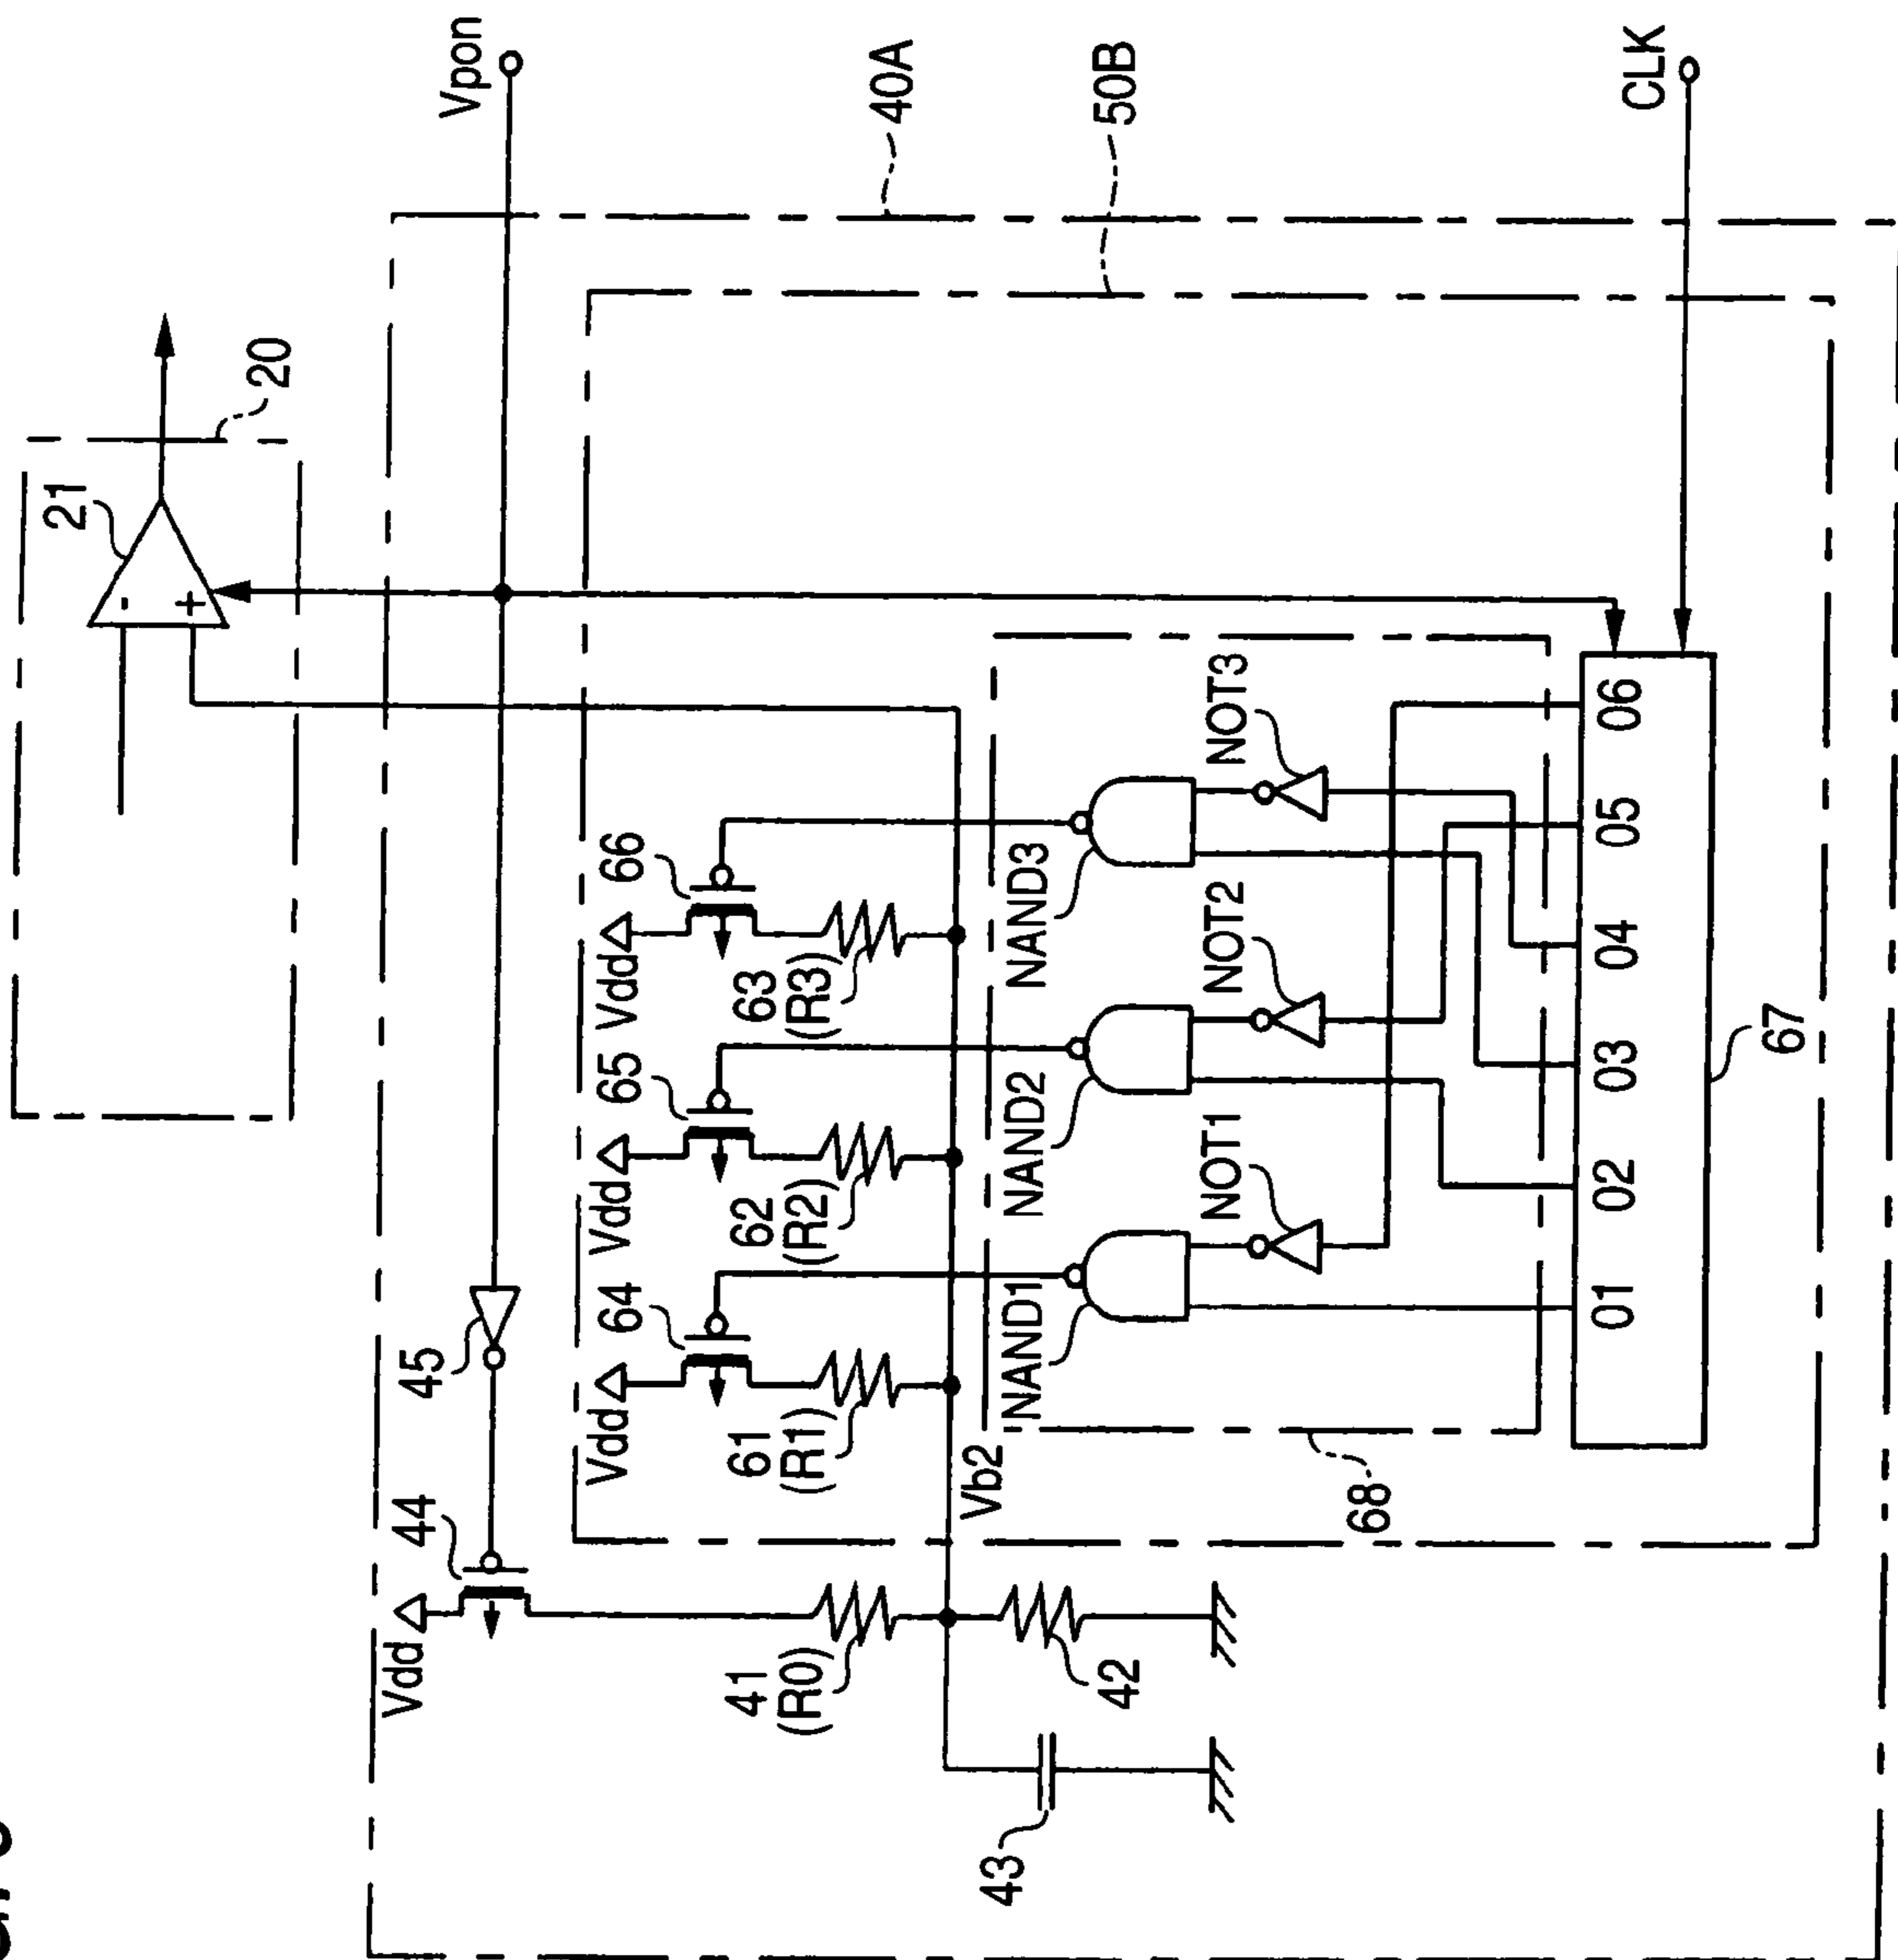 Vpon
40A
50B
CLK
20
21
-
+
66
Vdd
63
(R3)
65
Vdd
62
(R2)
64
Vdd
61
(R1)
45
44
Vdd
41
(R0)
42
43
Vb2
NAND3
NOT3
NAND2
NOT2
NAND1
NOT1
68
01
02
03
04
05
06
67